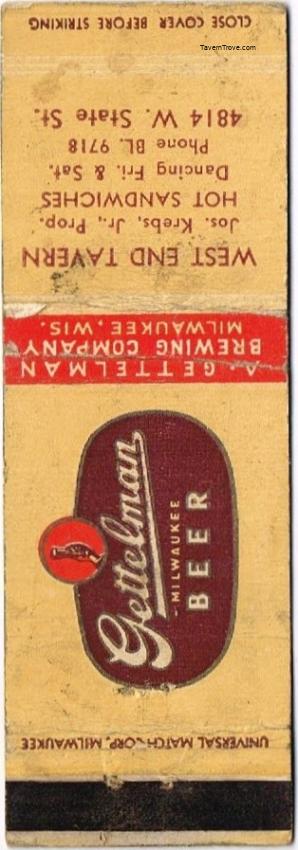 TavernTrove.com
CLOSE COVER BEFORE STRIKING
WEST END TAVERN
Jos. Krebs, Jr., Prop.
HOT SANDWICHES
Dancing Fri. & Sat.
Phone BL. 9718
4814 W. State St.
A. GETTELMAN
BREWING COMPANY
MILWAUKEE, WIS.
Gettelman
-MILWAUKEE
BEER
UNIVERSAL MATCH CORP., MILWAUKEE